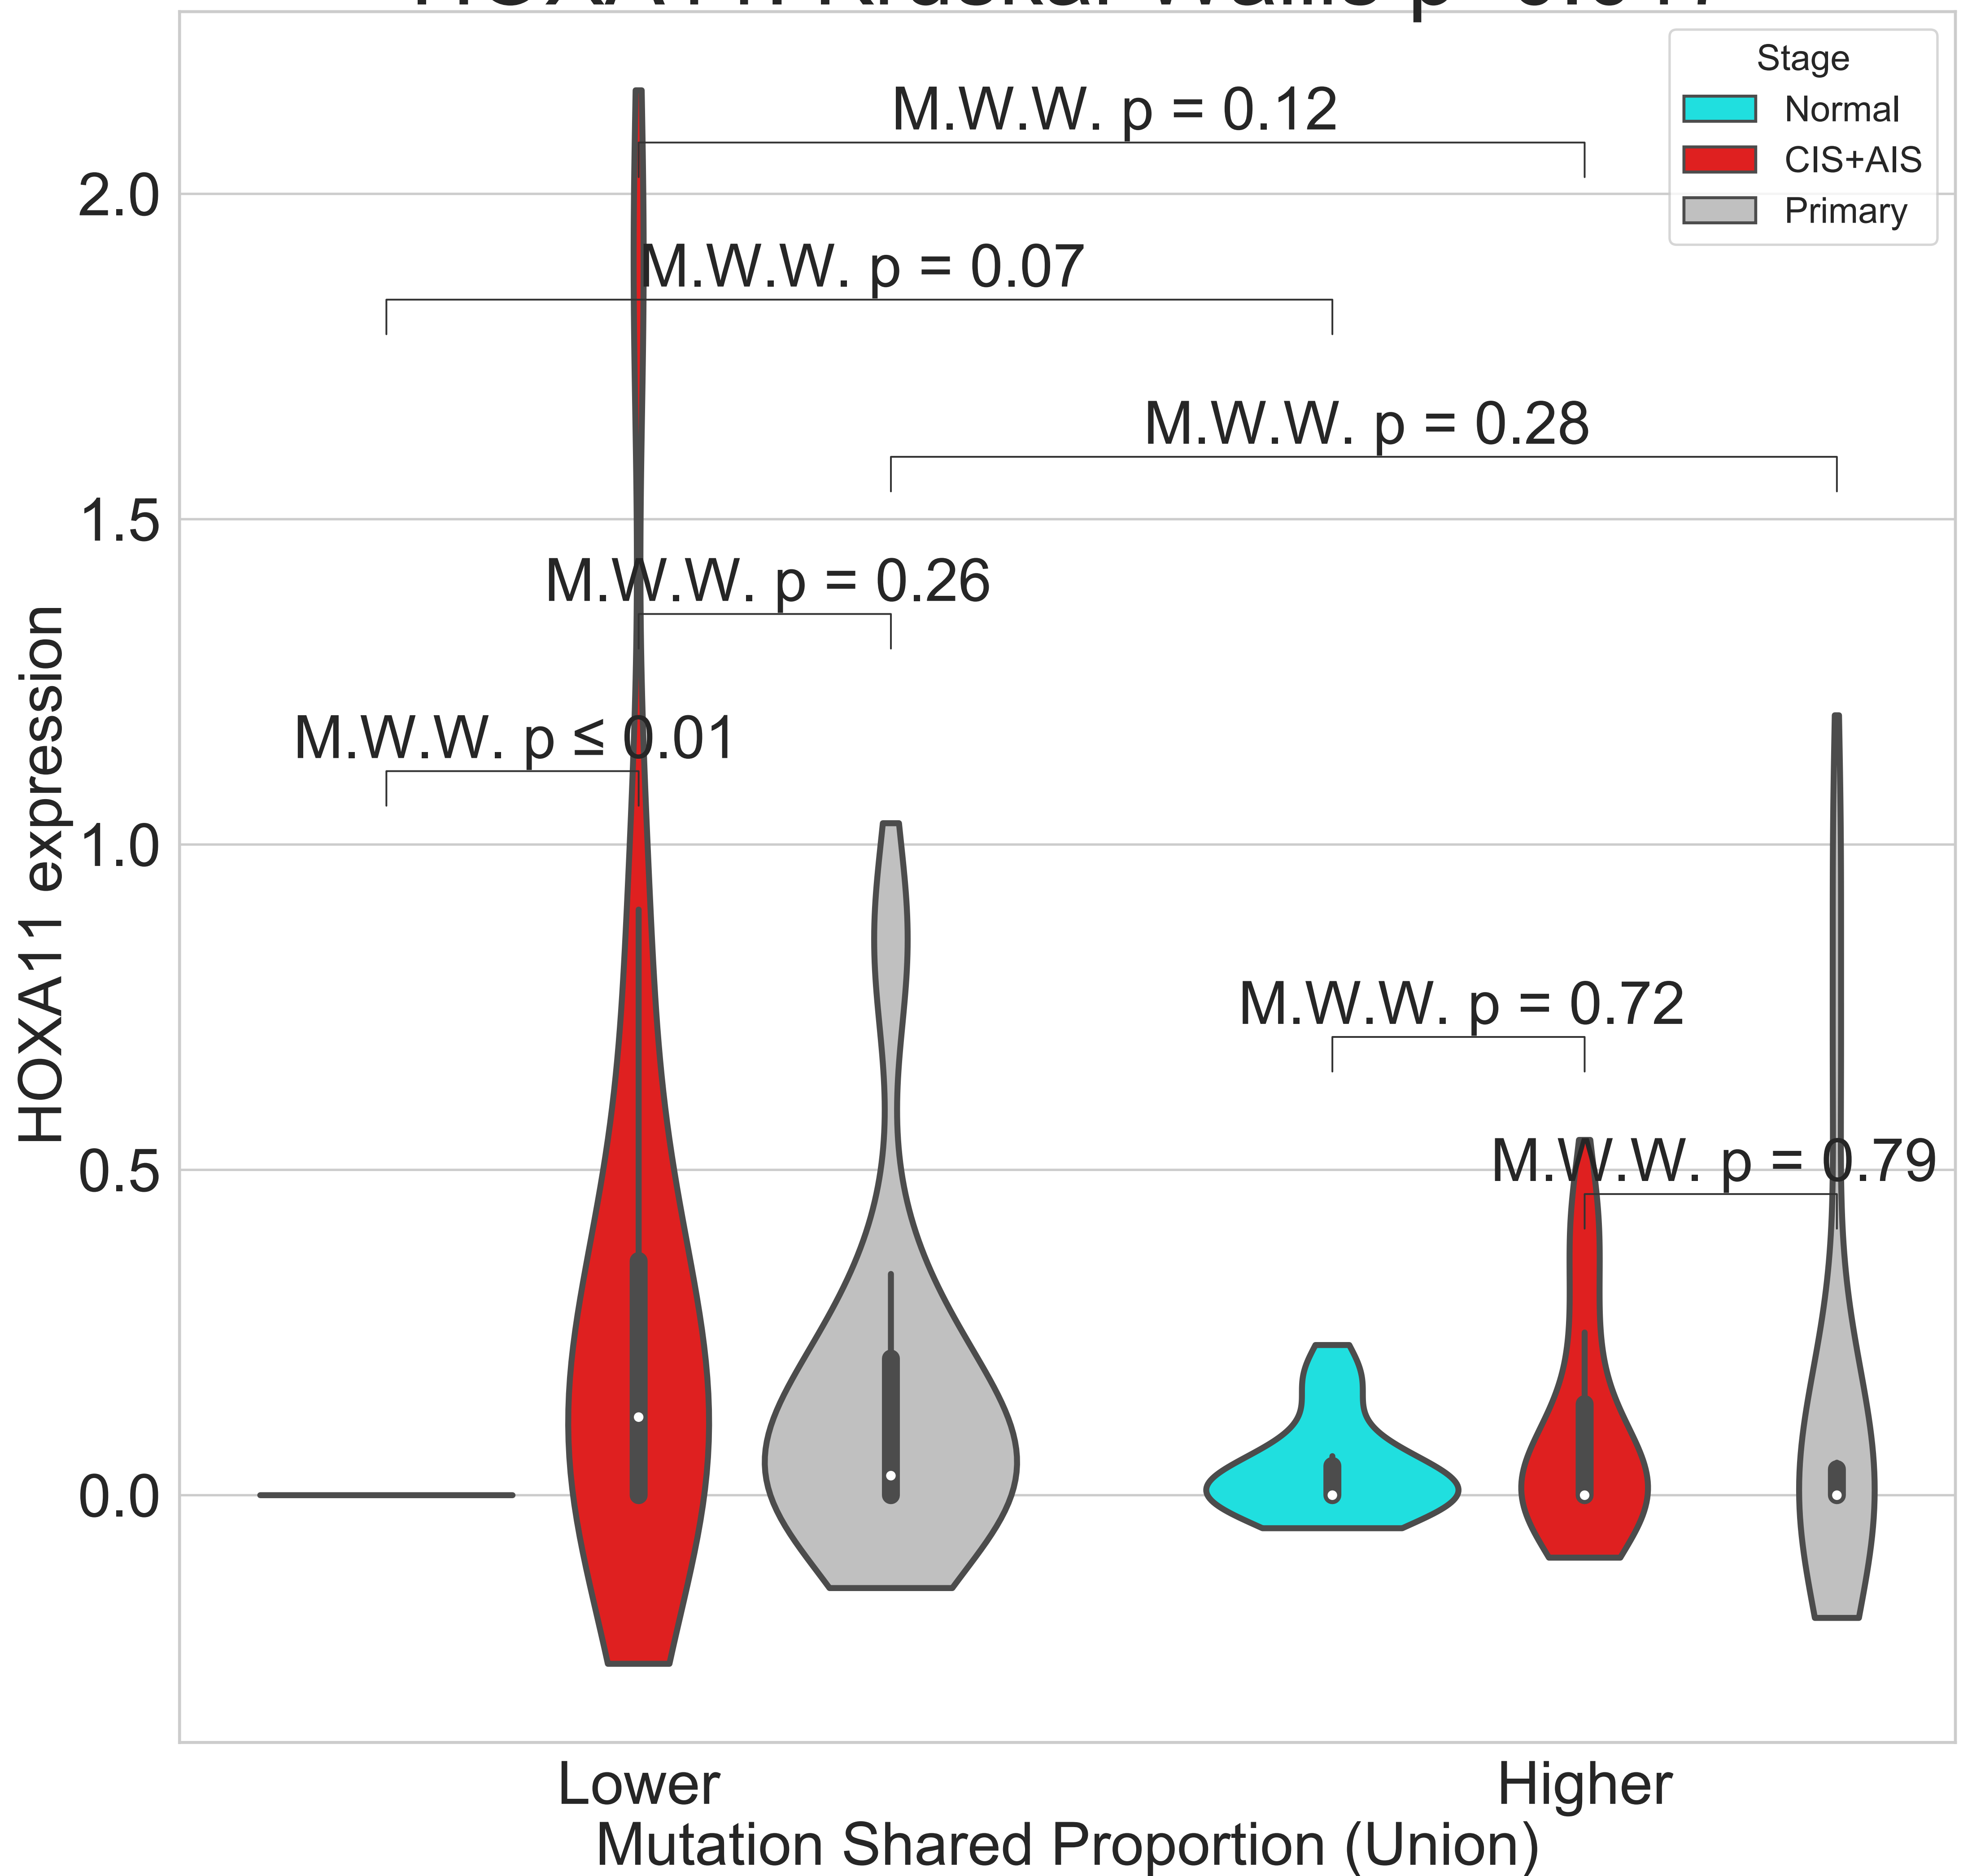 Stage
Normal
CIS+AIS
Primary
M.W.W. p = 0.12
M.W.W. p = 0.07
M.W.W. p = 0.28
M.W.W. p = 0.26
M.W.W. p ≤ 0.01
M.W.W. p = 0.72
M.W.W. p = 0.79
2.0
1.5
1.0
0.5
0.0
HOXA11 expression
Lower
Higher
Mutation Shared Proportion (Union)